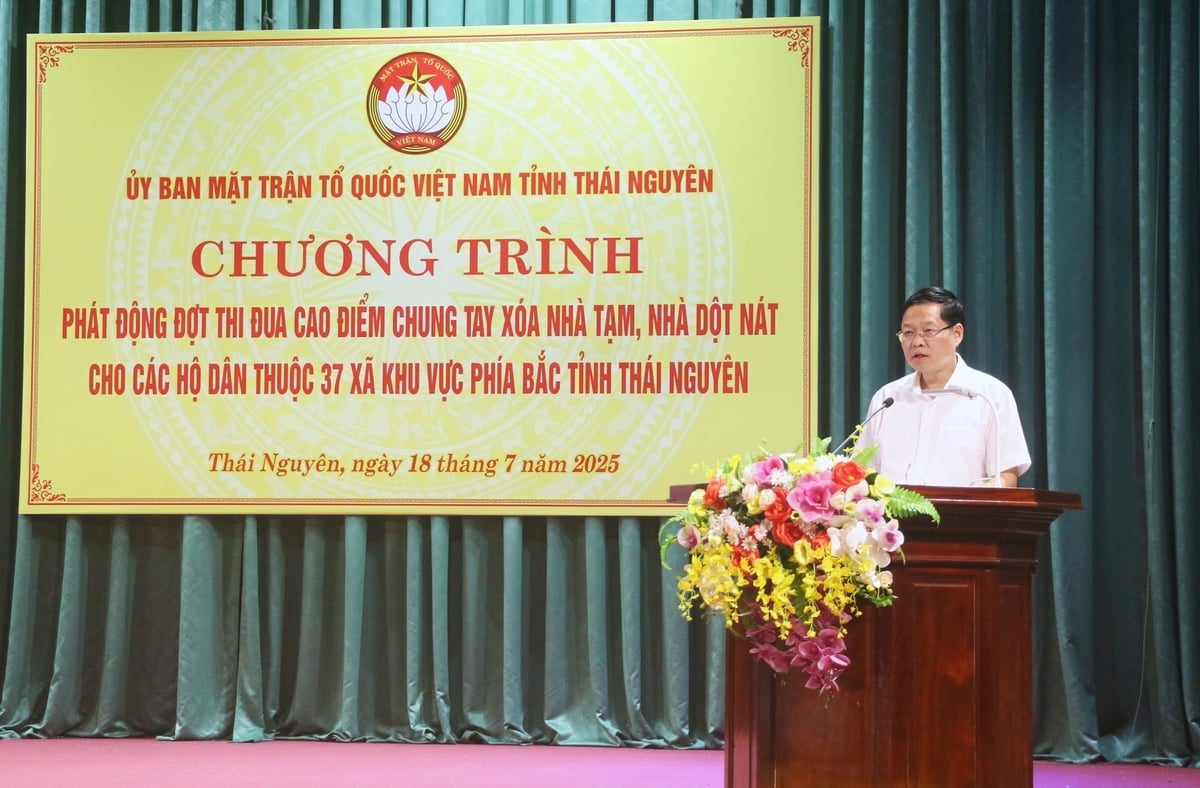 MẶT TRẬN TỔ QUỐC
VIỆT NAM
ỦY BAN MẶT TRẬN TỔ QUỐC VIỆT NAM TỈNH THÁI NGUYÊN
CHƯƠNG TRÌNH
PHÁT ĐỘNG ĐỢT THI ĐUA CAO ĐIỂM CHUNG TAY XÓA NHÀ TẠM, NHÀ DỘT NÁT
CHO CÁC HỘ DÂN THUỘC 37 XÃ KHU VỰC PHÍA BẮC TỈNH THÁI NGUYÊN
Thái Nguyên, ngày 18 tháng 7 năm 2025